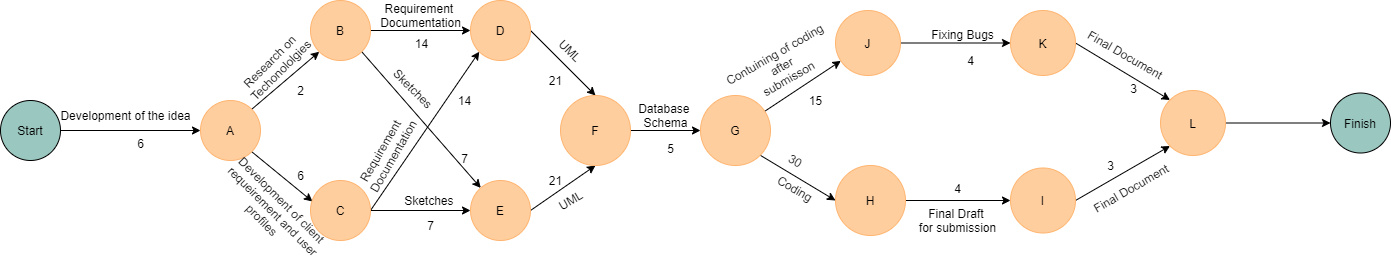 Start
Development of the idea
6
A
Research on
Techonololgies
2
6
Development of client
requeirement and user
profiles
B
C
Requirement
Documentation
14
Sketches
7
Requirement
Documentation
14
Sketches
7
D
E
UML
21
21
UML
F
Database
Schema
5
G
Contuining of coding
after
submisson
15
30
Coding
J
H
Fixing Bugs
4
4
Final Draft
for submission
K
I
Final Document
3
3
Final Document
L
Finish